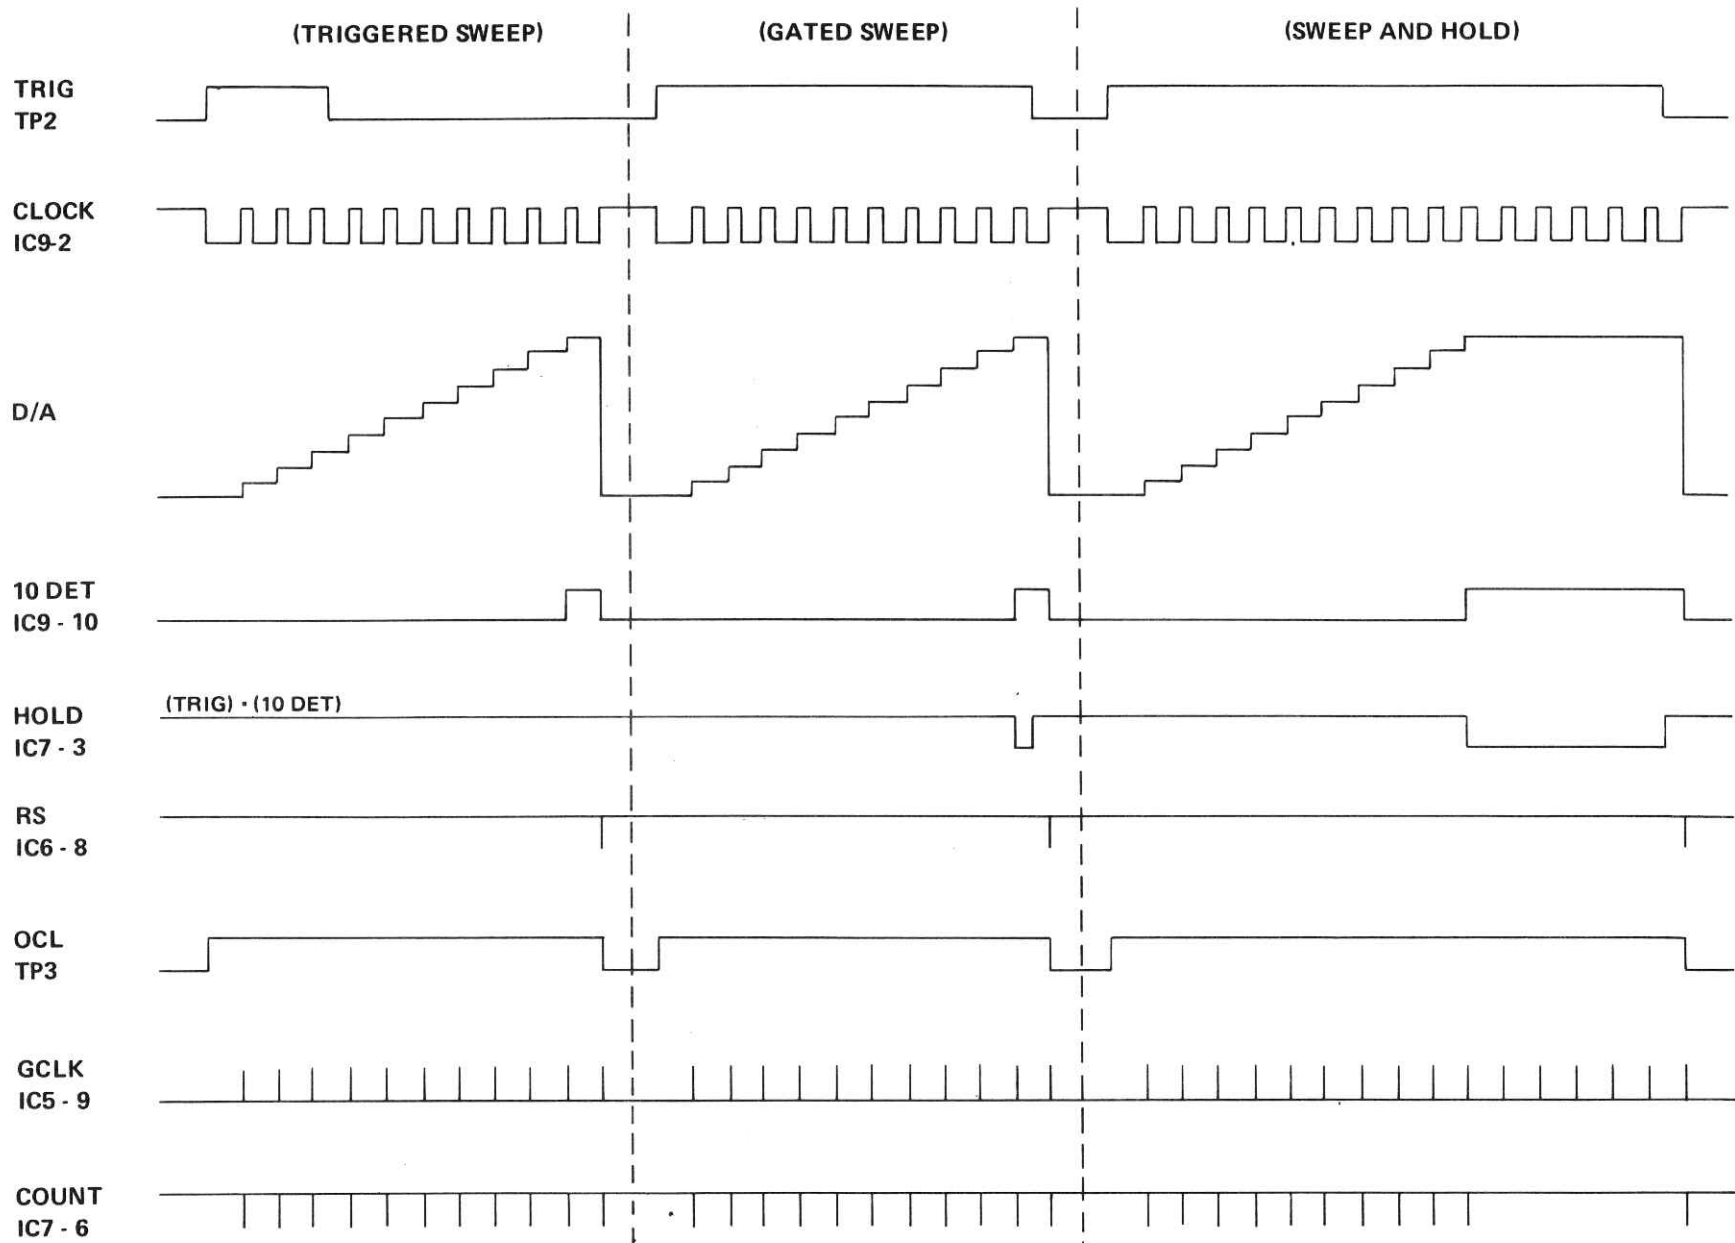 (TRIGGERED SWEEP) (GATED SWEEP) (SWEEP AND HOLD)
TRIG
TP2
CLOCK
IC9-2
D/A
10 DET
IC9 - 10
(TRIG) • (10 DET)
HOLD
IC7 - 3
RS
IC6 - 8
OCL
TP3
GCLK
IC5 - 9
COUNT
IC7 - 6